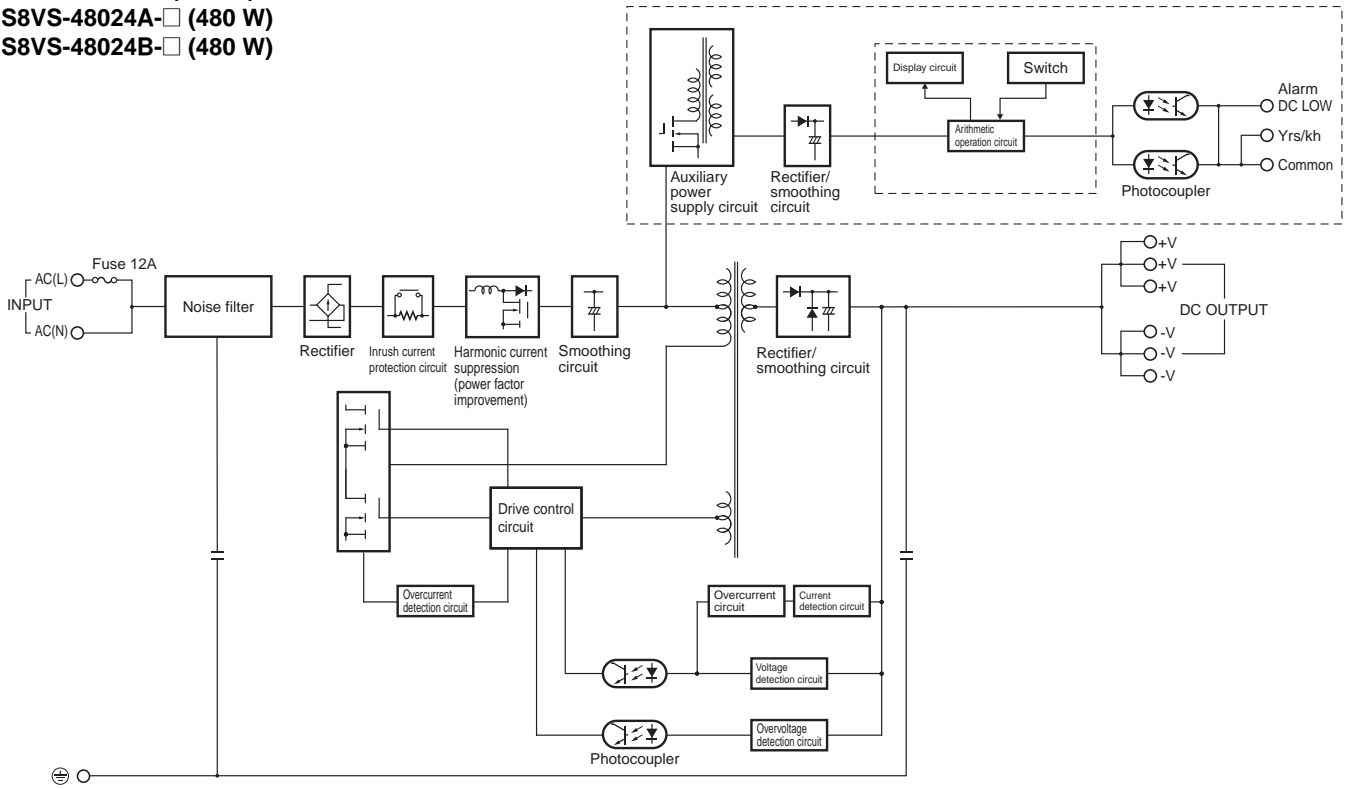 S8VS-48024A-□ (480 W)
S8VS-48024B-□ (480 W)
Display circuit
Switch
Arithmetic
operation circuit
Alarm
DC LOW
Yrs/kh
Common
Photocoupler
Auxiliary
power
supply circuit
Rectifier/
smoothing
circuit
INPUT
AC(L)
Fuse 12A
AC(N)
Noise filter
Rectifier
Inrush current
protection circuit
Harmonic current
suppression
(power factor
improvement)
Smoothing
circuit
Rectifier/
smoothing circuit
+V
+V
+V
DC OUTPUT
-V
-V
-V
Drive control
circuit
Overcurrent
detection circuit
Overcurrent
circuit
Current
detection circuit
Voltage
detection circuit
Overvoltage
detection circuit
Photocoupler